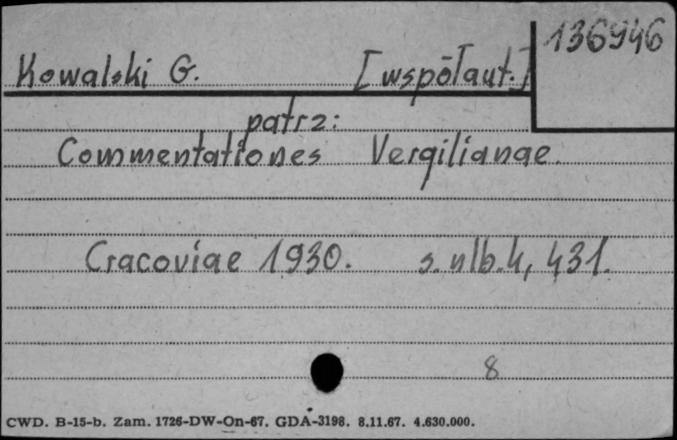 136946
Kowalski G. [współaut.]
patrz:
Commentationes Vergilianae.
Cracoviae 1930. s. nlb. 4, 431.
8
CWD. B-15-b. Zam. 1726-DW-On-67. GDA-3198. 8.11.67. 4.630.000.